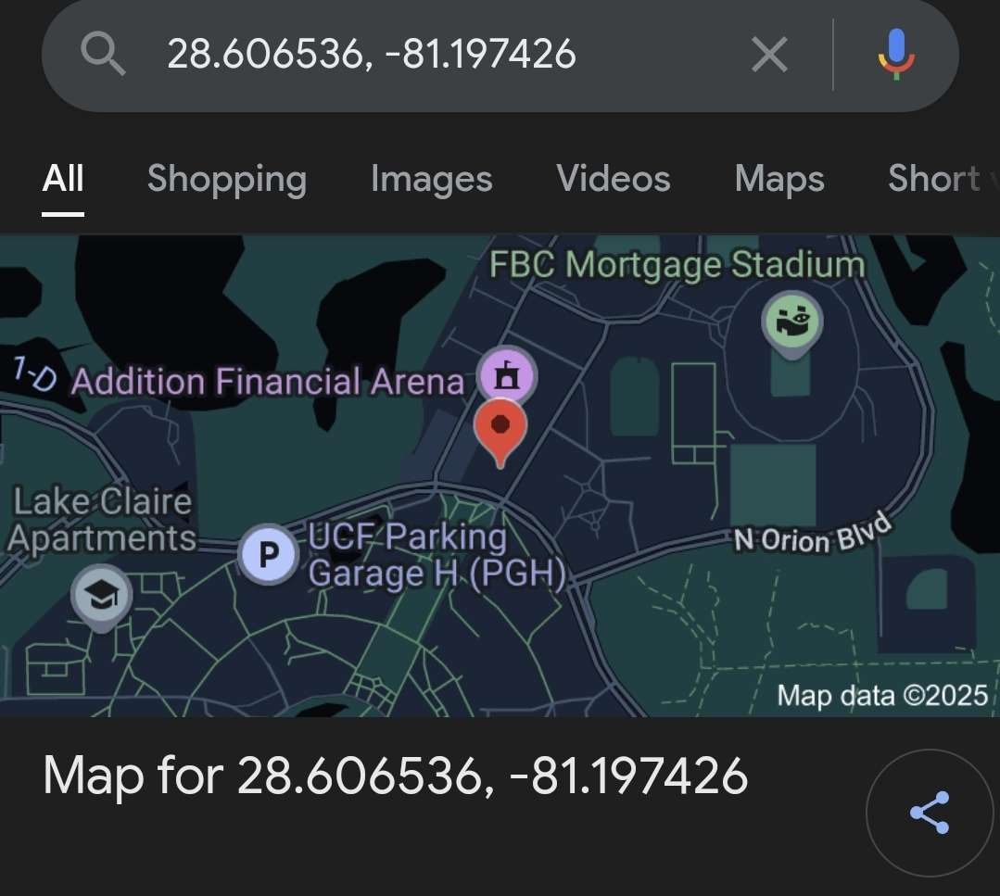 28.606536, -81.197426
All Shopping Images Videos Maps Short
FBC Mortgage Stadium
1-D
Addition Financial Arena
Lake Claire
Apartments
P
UCF Parking
Garage H (PGH)
N Orion Blvd
Map data ©2025
Map for 28.606536, -81.197426